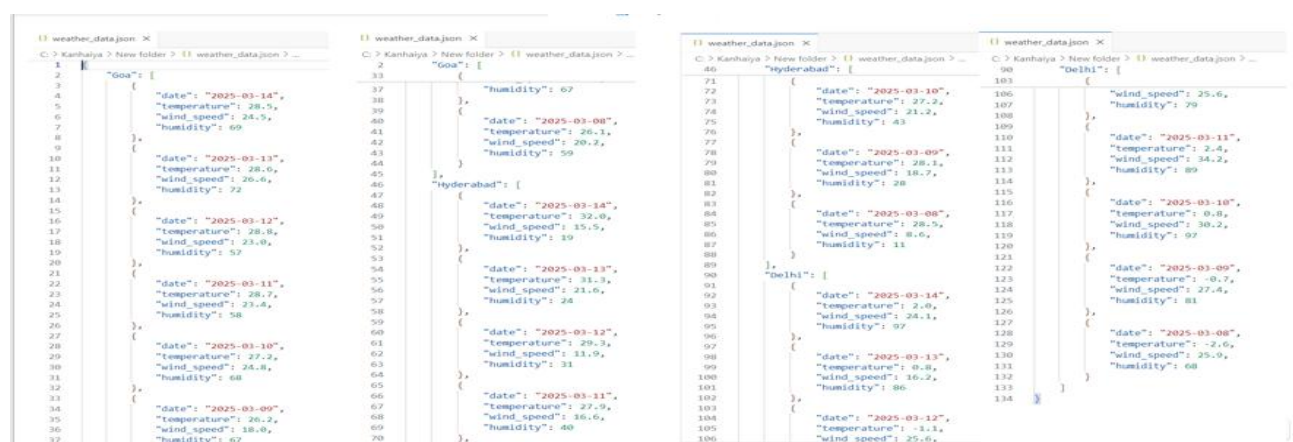 {} weather_data.json ×
C: > Kanhaiya > New folder > {} weather_data.json > ...
1 {
2 "Goa": [
3 {
4 "date": "2025-03-14",
5 "temperature": 28.5,
6 "wind_speed": 24.5,
7 "humidity": 69
8 },
9 {
10 "date": "2025-03-13",
11 "temperature": 28.6,
12 "wind_speed": 26.6,
13 "humidity": 72
14 },
15 {
16 "date": "2025-03-12",
17 "temperature": 28.8,
18 "wind_speed": 23.0,
19 "humidity": 57
20 },
21 {
22 "date": "2025-03-11",
23 "temperature": 28.7,
24 "wind_speed": 23.4,
25 "humidity": 58
26 },
27 {
28 "date": "2025-03-10",
29 "temperature": 27.2,
30 "wind_speed": 24.8,
31 "humidity": 68
32 },
33 {
34 "date": "2025-03-09",
35 "temperature": 26.2,
36 "wind_speed": 18.0,
37 "humidity": 67
{} weather_data.json ×
C: > Kanhaiya > New folder > {} weather_data.json > ...
2 "Goa": [
33 {
37 "humidity": 67
38 },
39 {
40 "date": "2025-03-08",
41 "temperature": 26.1,
42 "wind_speed": 20.2,
43 "humidity": 59
44 }
45 ],
46 "Hyderabad": [
47 {
48 "date": "2025-03-14",
49 "temperature": 32.0,
50 "wind_speed": 15.5,
51 "humidity": 19
52 },
53 {
54 "date": "2025-03-13",
55 "temperature": 31.3,
56 "wind_speed": 21.6,
57 "humidity": 24
58 },
59 {
60 "date": "2025-03-12",
61 "temperature": 29.3,
62 "wind_speed": 11.9,
63 "humidity": 31
64 },
65 {
66 "date": "2025-03-11",
67 "temperature": 27.9,
68 "wind_speed": 16.6,
69 "humidity": 40
70 },
{} weather_data.json ×
C: > Kanhaiya > New folder > {} weather_data.json > ...
46 "Hyderabad": [
71 {
72 "date": "2025-03-10",
73 "temperature": 27.2,
74 "wind_speed": 21.2,
75 "humidity": 43
76 },
77 {
78 "date": "2025-03-09",
79 "temperature": 28.1,
80 "wind_speed": 18.7,
81 "humidity": 28
82 },
83 {
84 "date": "2025-03-08",
85 "temperature": 28.5,
86 "wind_speed": 8.6,
87 "humidity": 11
88 }
89 ],
90 "Delhi": [
91 {
92 "date": "2025-03-14",
93 "temperature": 2.0,
94 "wind_speed": 24.1,
95 "humidity": 97
96 },
97 {
98 "date": "2025-03-13",
99 "temperature": 0.8,
100 "wind_speed": 16.2,
101 "humidity": 86
102 },
103 {
104 "date": "2025-03-12",
105 "temperature": -1.1,
106 "wind_speed": 25.6,
{} weather_data.json ×
C: > Kanhaiya > New folder > {} weather_data.json > ...
90 "Delhi": [
103 {
106 "wind_speed": 25.6,
107 "humidity": 79
108 },
109 {
110 "date": "2025-03-11",
111 "temperature": 2.4,
112 "wind_speed": 34.2,
113 "humidity": 89
114 },
115 {
116 "date": "2025-03-10",
117 "temperature": 0.8,
118 "wind_speed": 30.2,
119 "humidity": 97
120 },
121 {
122 "date": "2025-03-09",
123 "temperature": -0.7,
124 "wind_speed": 27.4,
125 "humidity": 81
126 },
127 {
128 "date": "2025-03-08",
129 "temperature": -2.6,
130 "wind_speed": 25.9,
131 "humidity": 68
132 }
133 ]
134 }